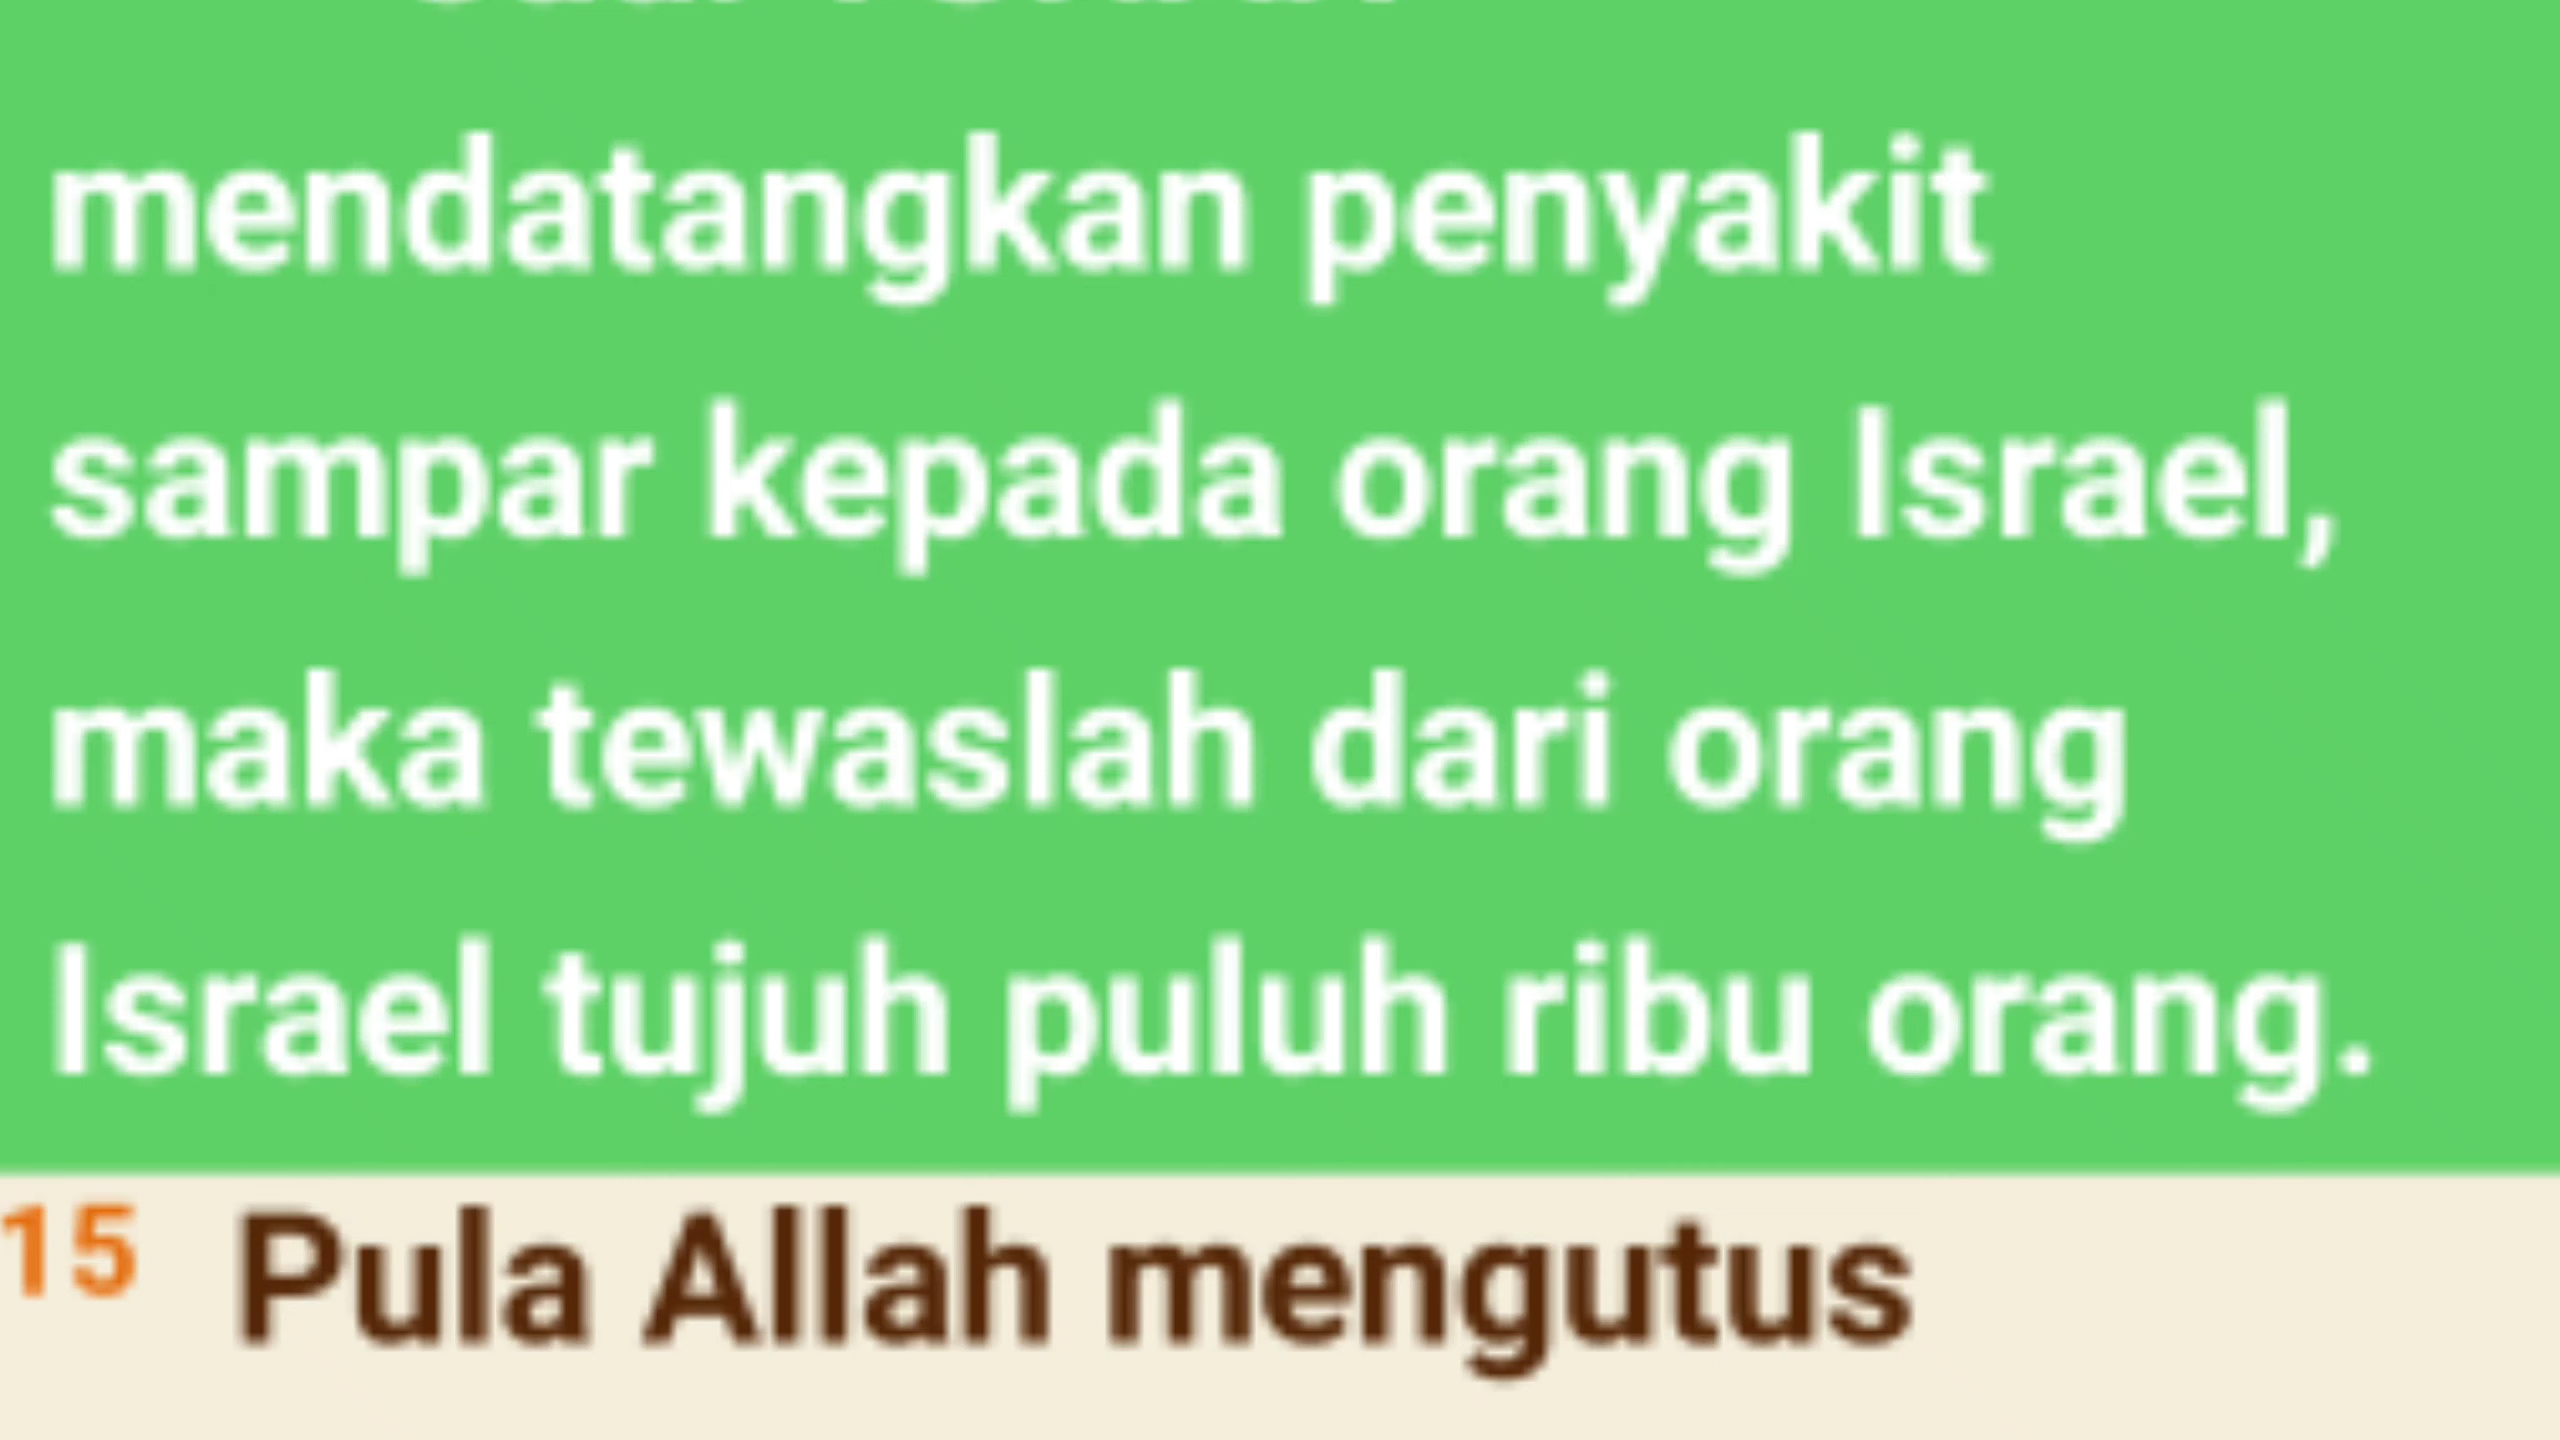 mendatangkan penyakit
sampar kepada orang Israel,
maka tewaslah dari orang
Israel tujuh puluh ribu orang.
15 Pula Allah mengutus